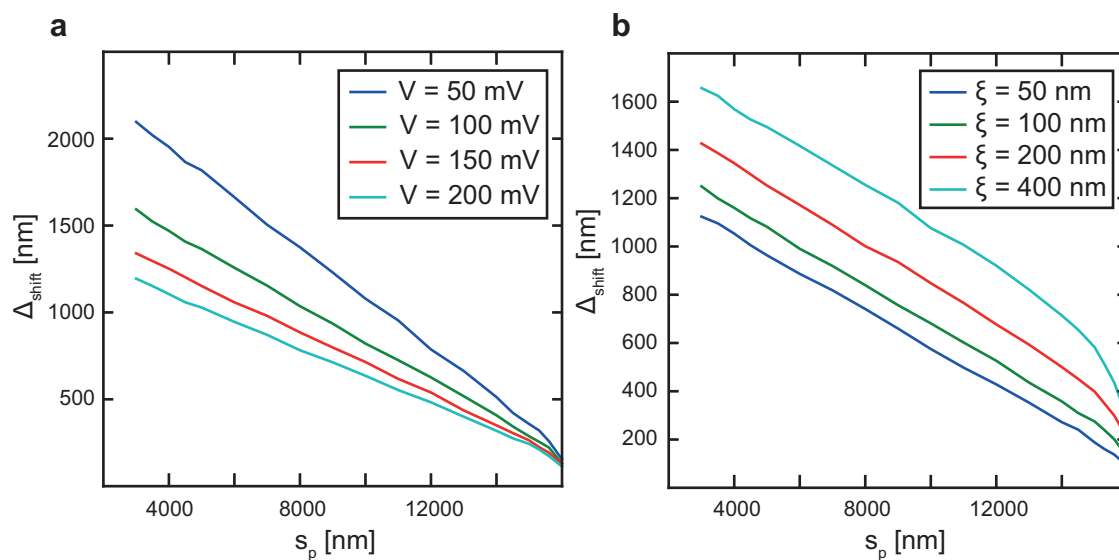 a
V = 50 mV
V = 100 mV
V = 150 mV
V = 200 mV
2000
1500
1000
500
Δshift [nm]
4000 8000 12000
sp [nm]
b
ξ = 50 nm
ξ = 100 nm
ξ = 200 nm
ξ = 400 nm
1600
1400
1200
1000
800
600
400
200
Δshift [nm]
4000 8000 12000
sp [nm]